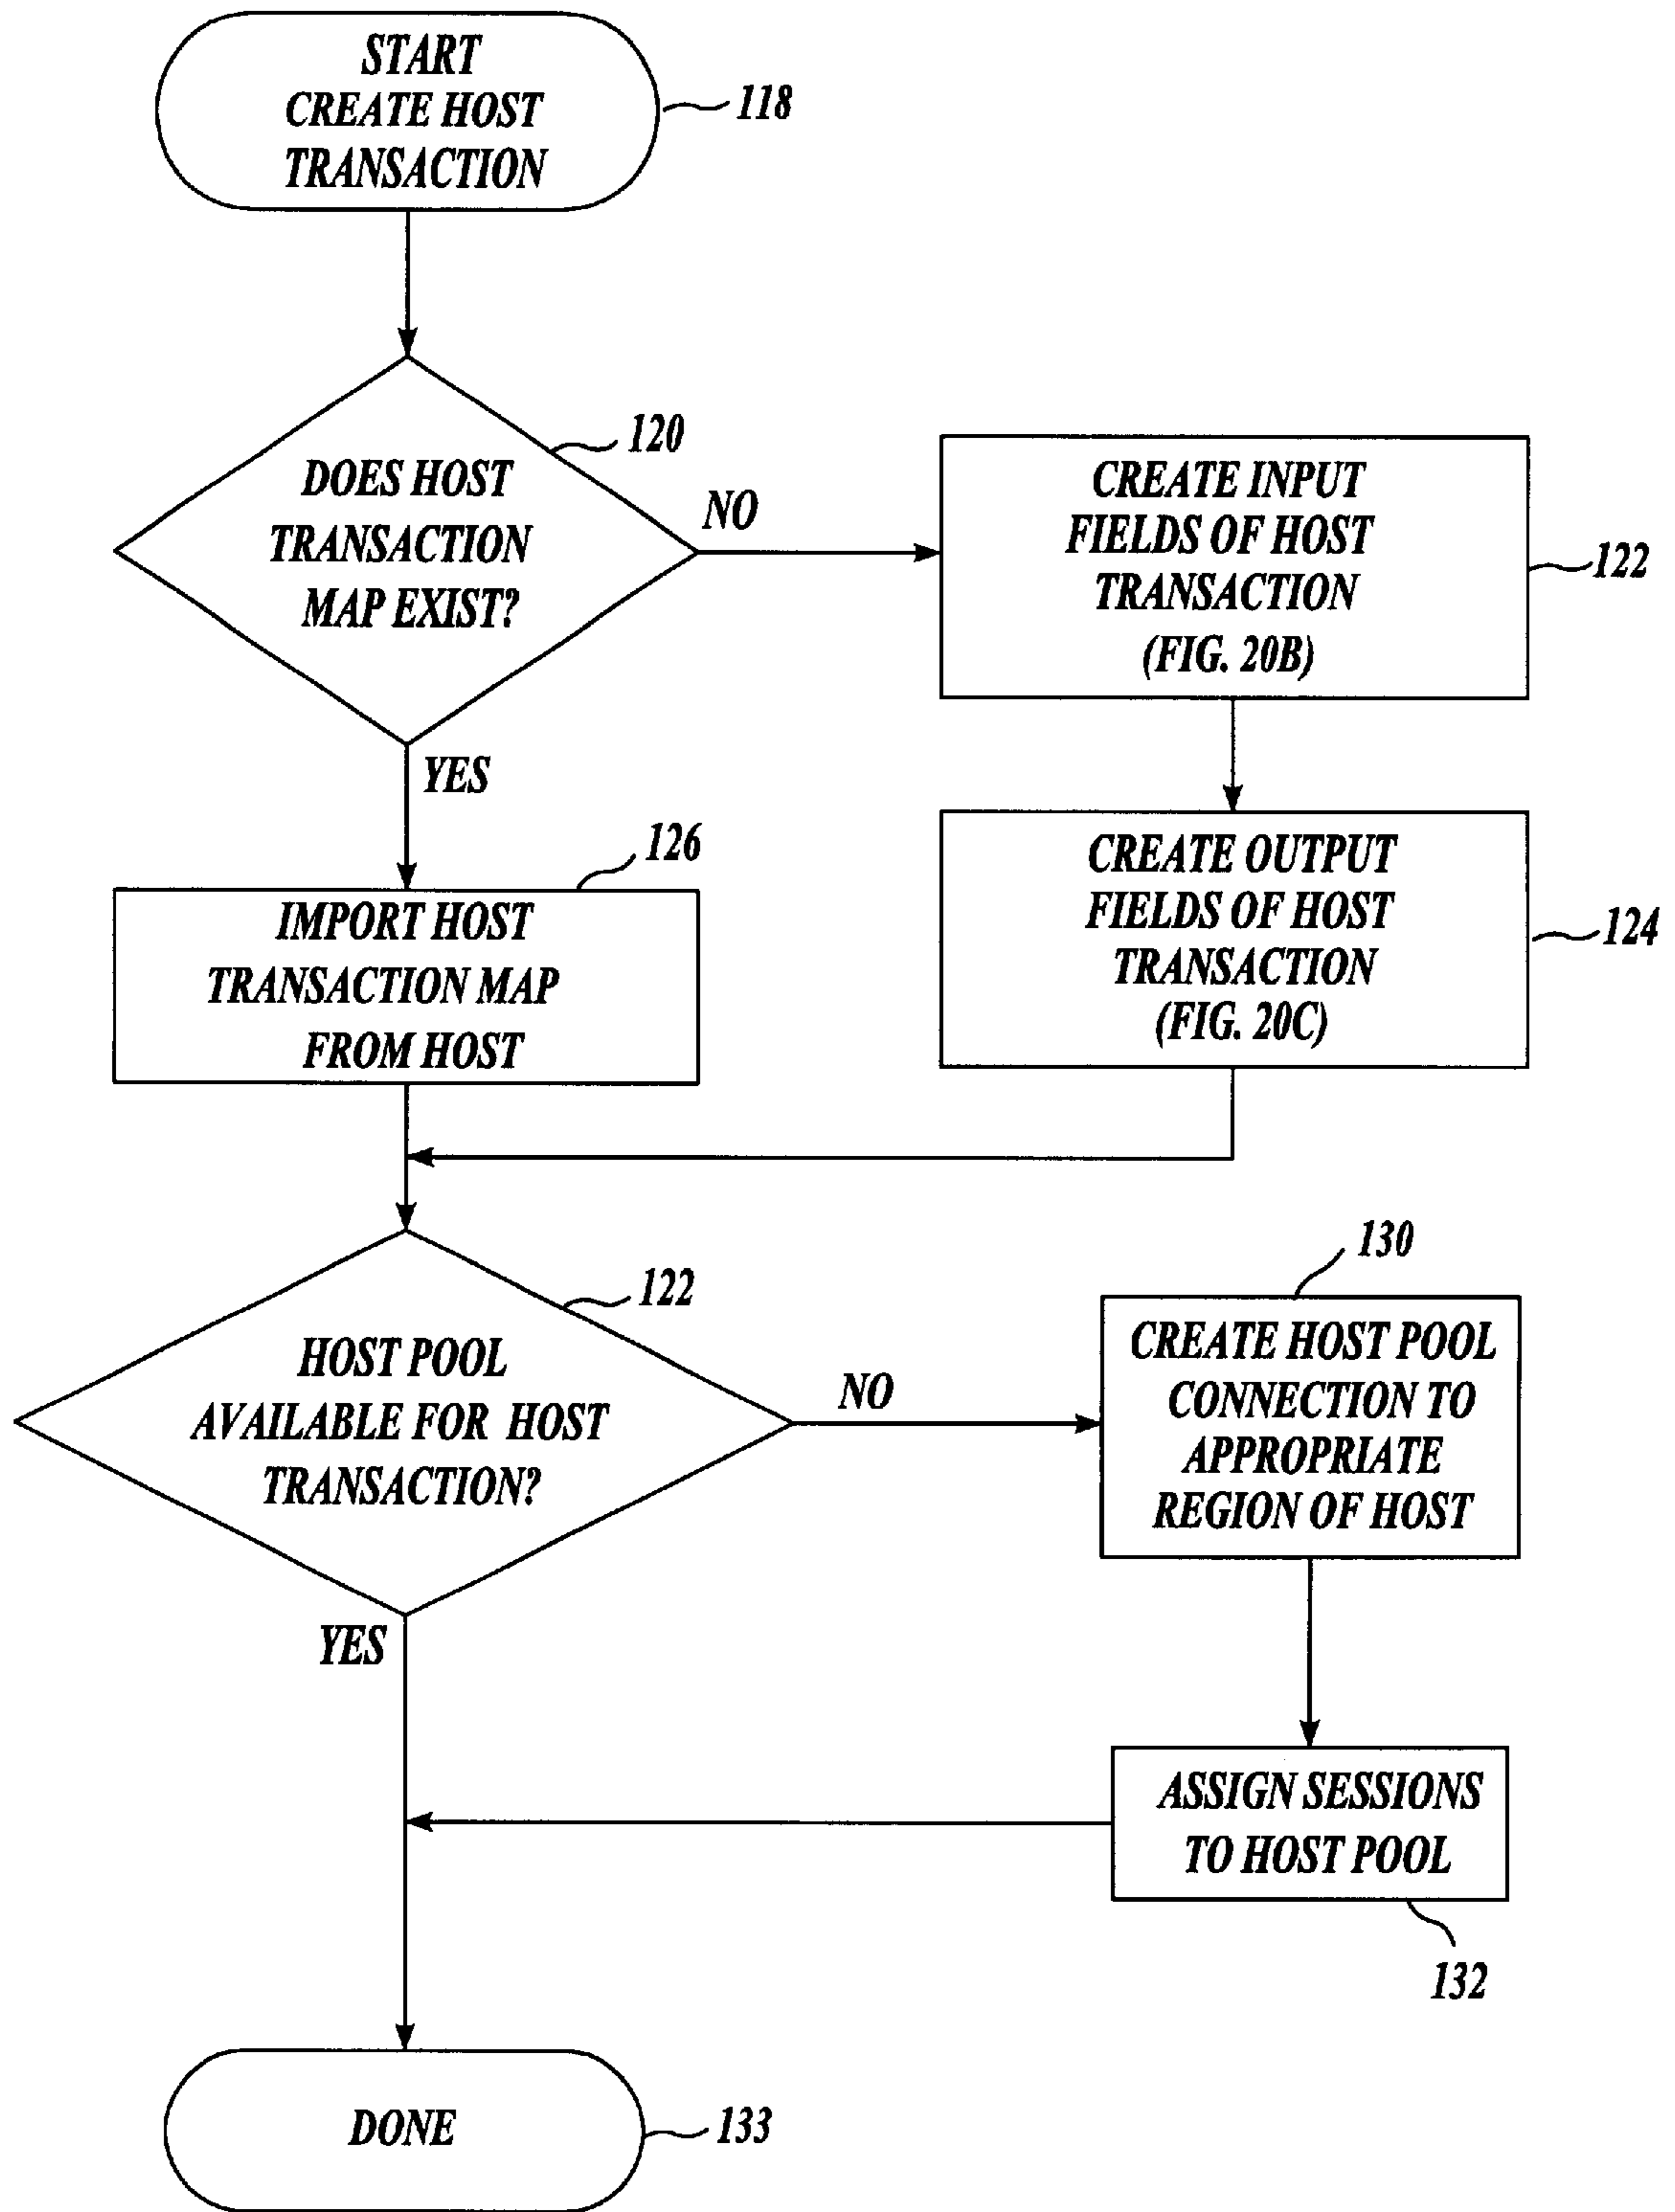 START
CREATE HOST
TRANSACTION
118
DOES HOST
TRANSACTION
MAP EXIST?
120
NO
CREATE INPUT
FIELDS OF HOST
TRANSACTION
(FIG. 20B)
122
YES
126
IMPORT HOST
TRANSACTION MAP
FROM HOST
CREATE OUTPUT
FIELDS OF HOST
TRANSACTION
(FIG. 20C)
124
122
HOST POOL
AVAILABLE FOR HOST
TRANSACTION?
NO
130
CREATE HOST POOL
CONNECTION TO
APPROPRIATE
REGION OF HOST
YES
ASSIGN SESSIONS
TO HOST POOL
132
DONE
133